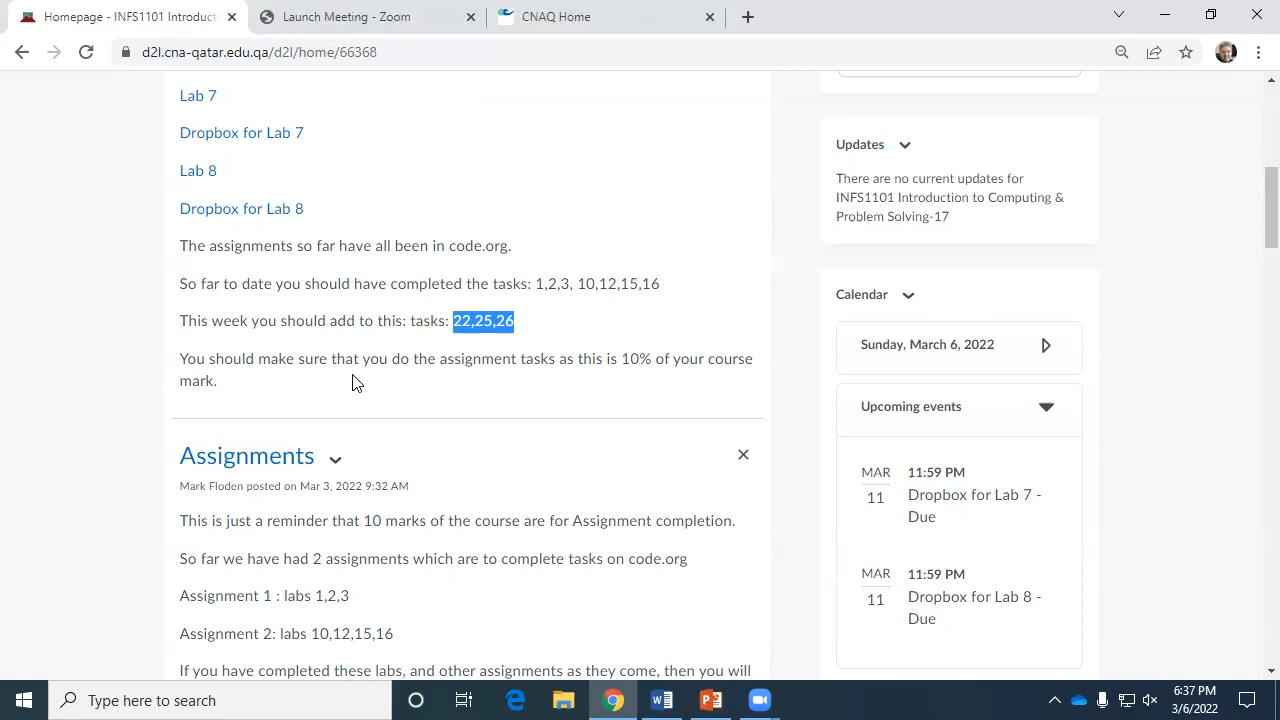 Homepage - INFS1101 Introduct
Launch Meeting - Zoom
CNAQ Home
d2l.cna-qatar.edu.qa/d2l/home/66368
Lab 7
Dropbox for Lab 7
Lab 8
Dropbox for Lab 8
The assignments so far have all been in code.org.
So far to date you should have completed the tasks: 1,2,3, 10,12,15,16
This week you should add to this: tasks: 22,25,26
You should make sure that you do the assignment tasks as this is 10% of your course
mark.
Assignments
Mark Floden posted on Mar 3, 2022 9:32 AM
This is just a reminder that 10 marks of the course are for Assignment completion.
So far we have had 2 assignments which are to complete tasks on code.org
Assignment 1 : labs 1,2,3
Assignment 2: labs 10,12,15,16
If you have completed these labs, and other assignments as they come, then you will
Updates
There are no current updates for
INFS1101 Introduction to Computing &
Problem Solving-17
Calendar
Sunday, March 6, 2022
Upcoming events
MAR
11
11:59 PM
Dropbox for Lab 7 -
Due
MAR
11
11:59 PM
Dropbox for Lab 8 -
Due
Type here to search
6:37 PM
3/6/2022